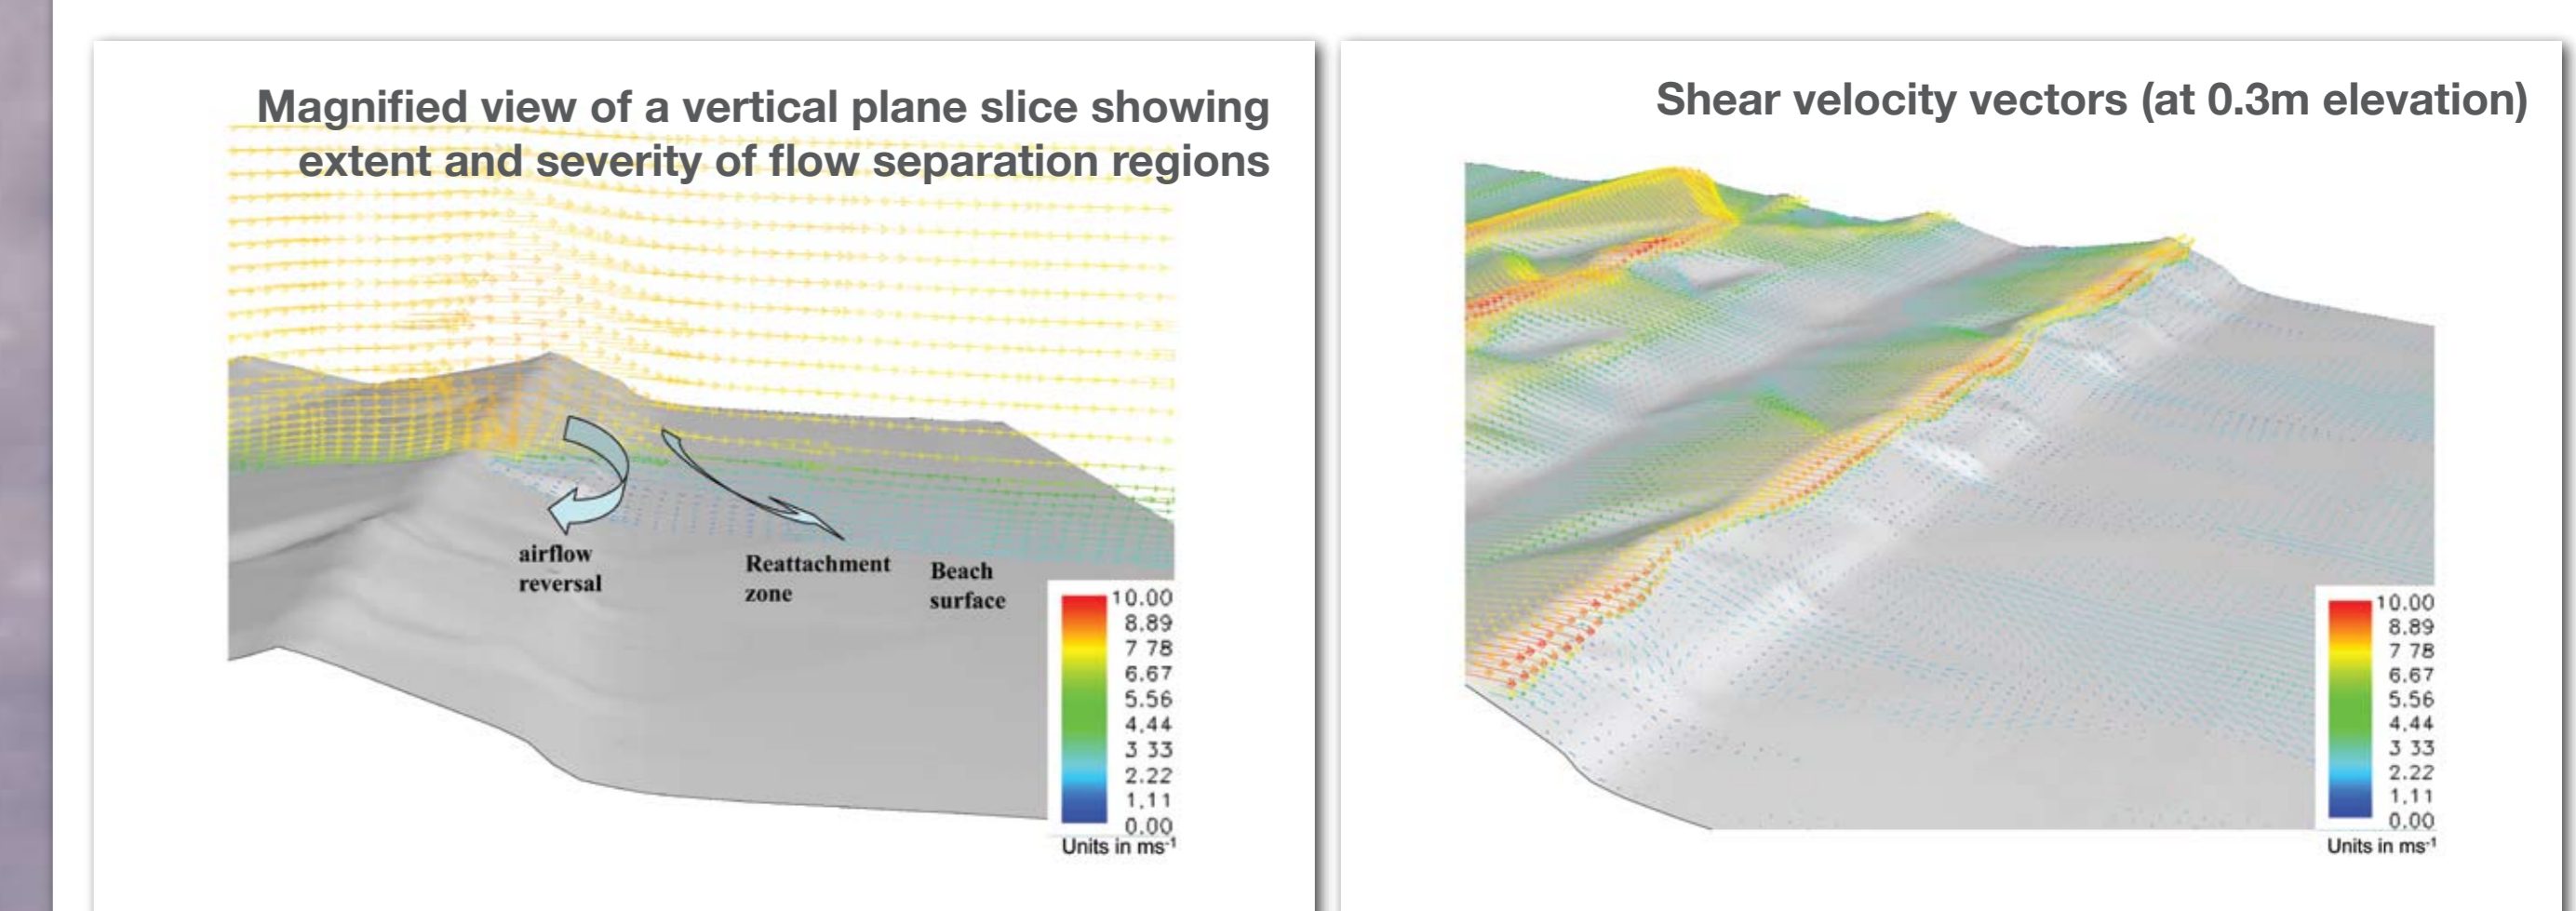 Magnified view of a vertical plane slice showing
extent and severity of flow separation regions
airflow
reversal
Reattachment
zone
Beach
surface
10.00
8.89
7 78
6.67
5.56
4.44
3 33
2.22
1.11
0.00
Units in ms-1
Shear velocity vectors (at 0.3m elevation)
10.00
8.89
7 78
6.67
5.56
4.44
3 33
2.22
1.11
0.00
Units in ms-1